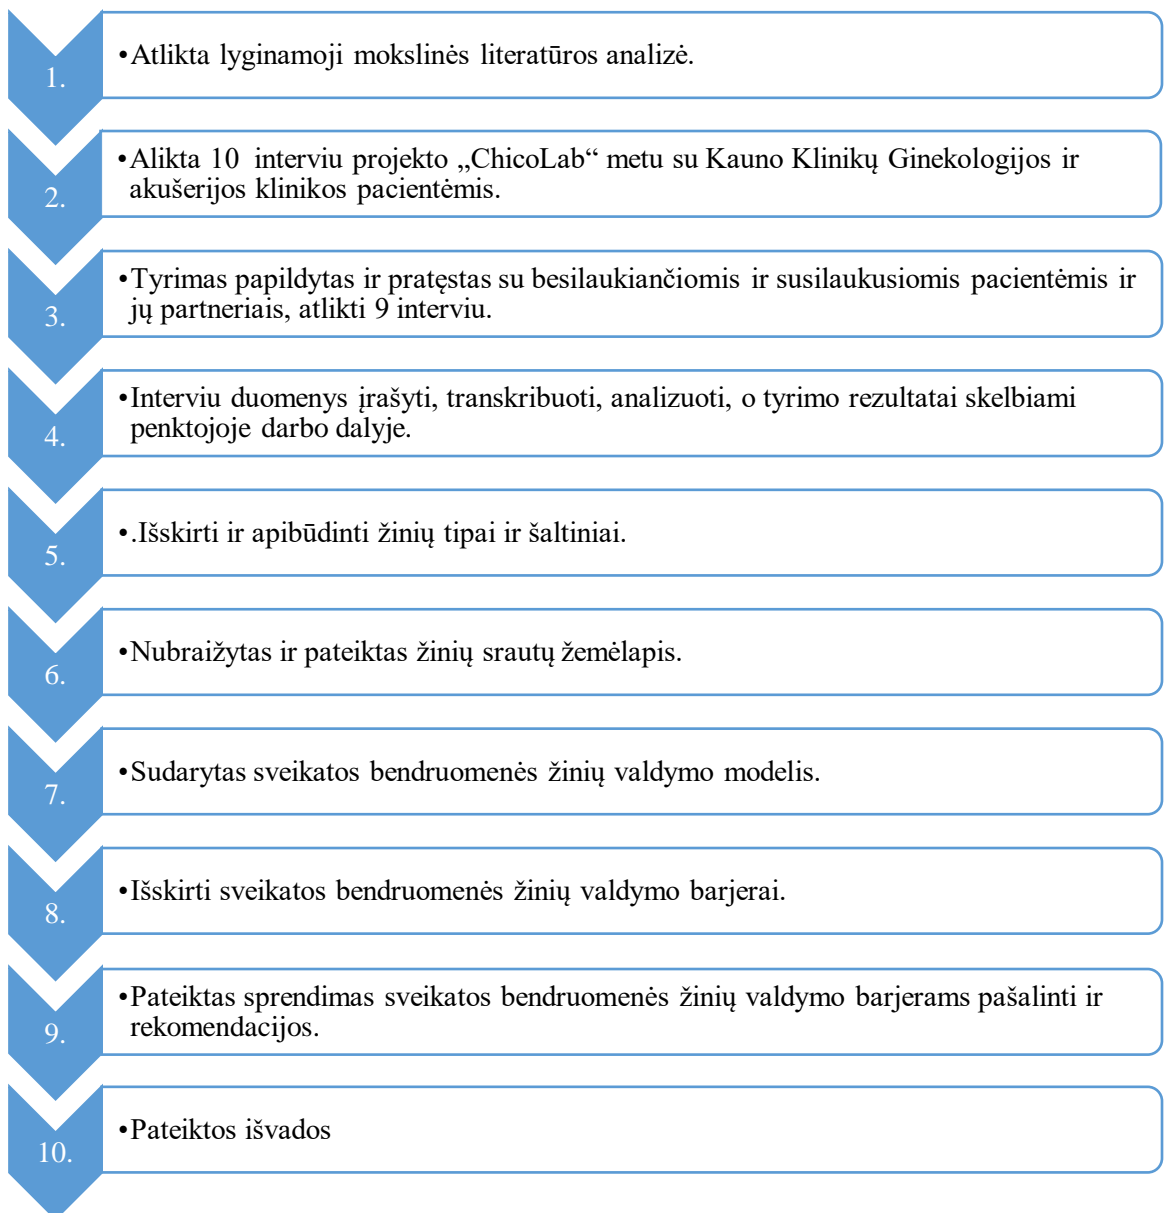 1.
•Atlikta lyginamoji mokslinės literatūros analizė.
2.
•Alikta 10 interviu projekto „ChicoLab“ metu su Kauno Klinikų Ginekologijos ir
akušerijos klinikos pacientėmis.
3.
•Tyrimas papildytas ir pratęstas su besilaukiančiomis ir susilaukusiomis pacientėmis ir
jų partneriais, atlikti 9 interviu.
4.
•Interviu duomenys įrašyti, transkribuoti, analizuoti, o tyrimo rezultatai skelbiami
penktojoje darbo dalyje.
5.
•.Išskirti ir apibūdinti žinių tipai ir šaltiniai.
6.
•Nubraižytas ir pateiktas žinių srautų žemėlapis.
7.
•Sudarytas sveikatos bendruomenės žinių valdymo modelis.
8.
•Išskirti sveikatos bendruomenės žinių valdymo barjerai.
9.
•Pateiktas sprendimas sveikatos bendruomenės žinių valdymo barjerams pašalinti ir
rekomendacijos.
10.
•Pateiktos išvados